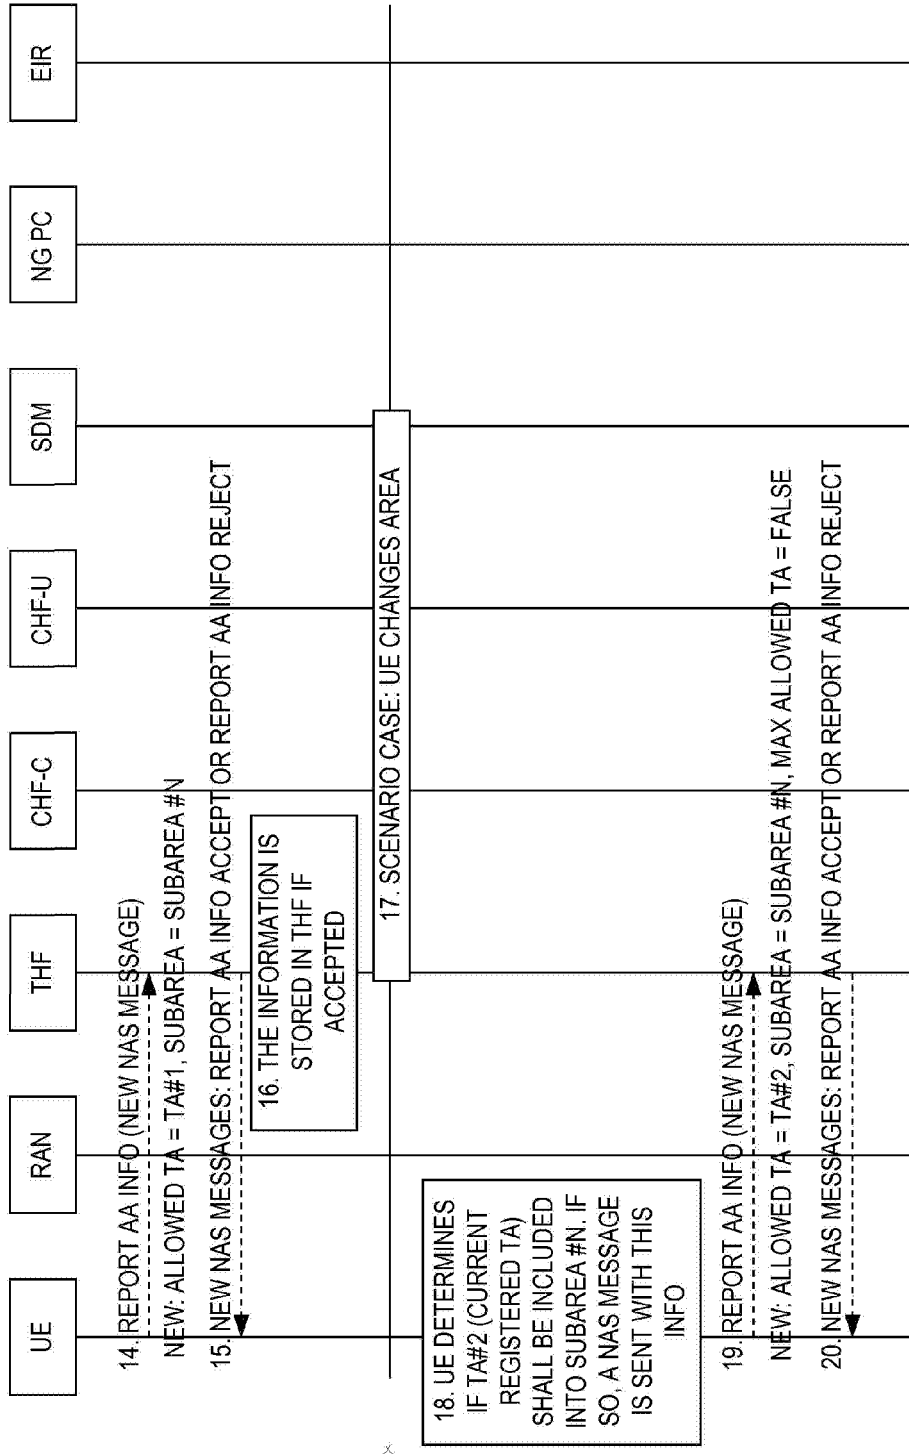 UE
RAN
THF
CHF-C
CHF-U
SDM
NG PC
EIR
14. REPORT AA INFO (NEW NAS MESSAGE)
NEW: ALLOWED TA = TA#1, SUBAREA = SUBAREA #N
15. NEW NAS MESSAGES: REPORT AA INFO ACCEPT OR REPORT AA INFO REJECT
16. THE INFORMATION IS
STORED IN THF IF
ACCEPTED
17. SCENARIO CASE: UE CHANGES AREA
18. UE DETERMINES
IF TA#2 (CURRENT
REGISTERED TA)
SHALL BE INCLUDED
INTO SUBAREA #N. IF
SO, A NAS MESSAGE
IS SENT WITH THIS
INFO
19. REPORT AA INFO (NEW NAS MESSAGE)
NEW: ALLOWED TA = TA#2, SUBAREA = SUBAREA #N, MAX ALLOWED TA = FALSE
20. NEW NAS MESSAGES: REPORT AA INFO ACCEPT OR REPORT AA INFO REJECT